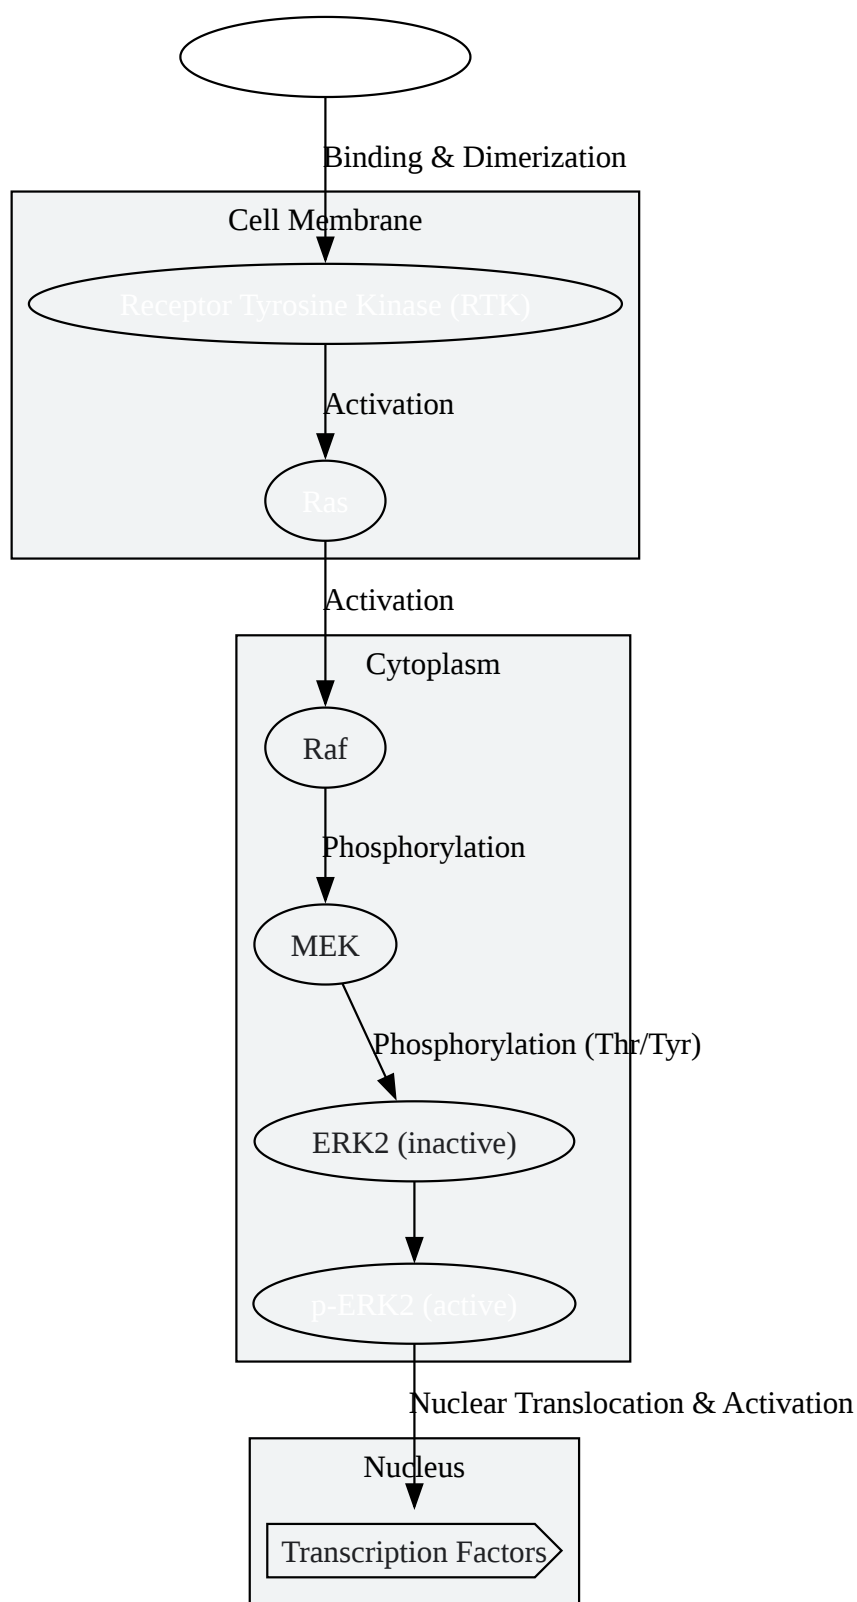 Binding & Dimerization
Cell Membrane
Receptor Tyrosine Kinase (RTK)
Activation
Ras
Activation
Cytoplasm
Raf
Phosphorylation
MEK
Phosphorylation (Thr/Tyr)
ERK2 (inactive)
p-ERK2 (active)
Nuclear Translocation & Activation
Nucleus
Transcription Factors